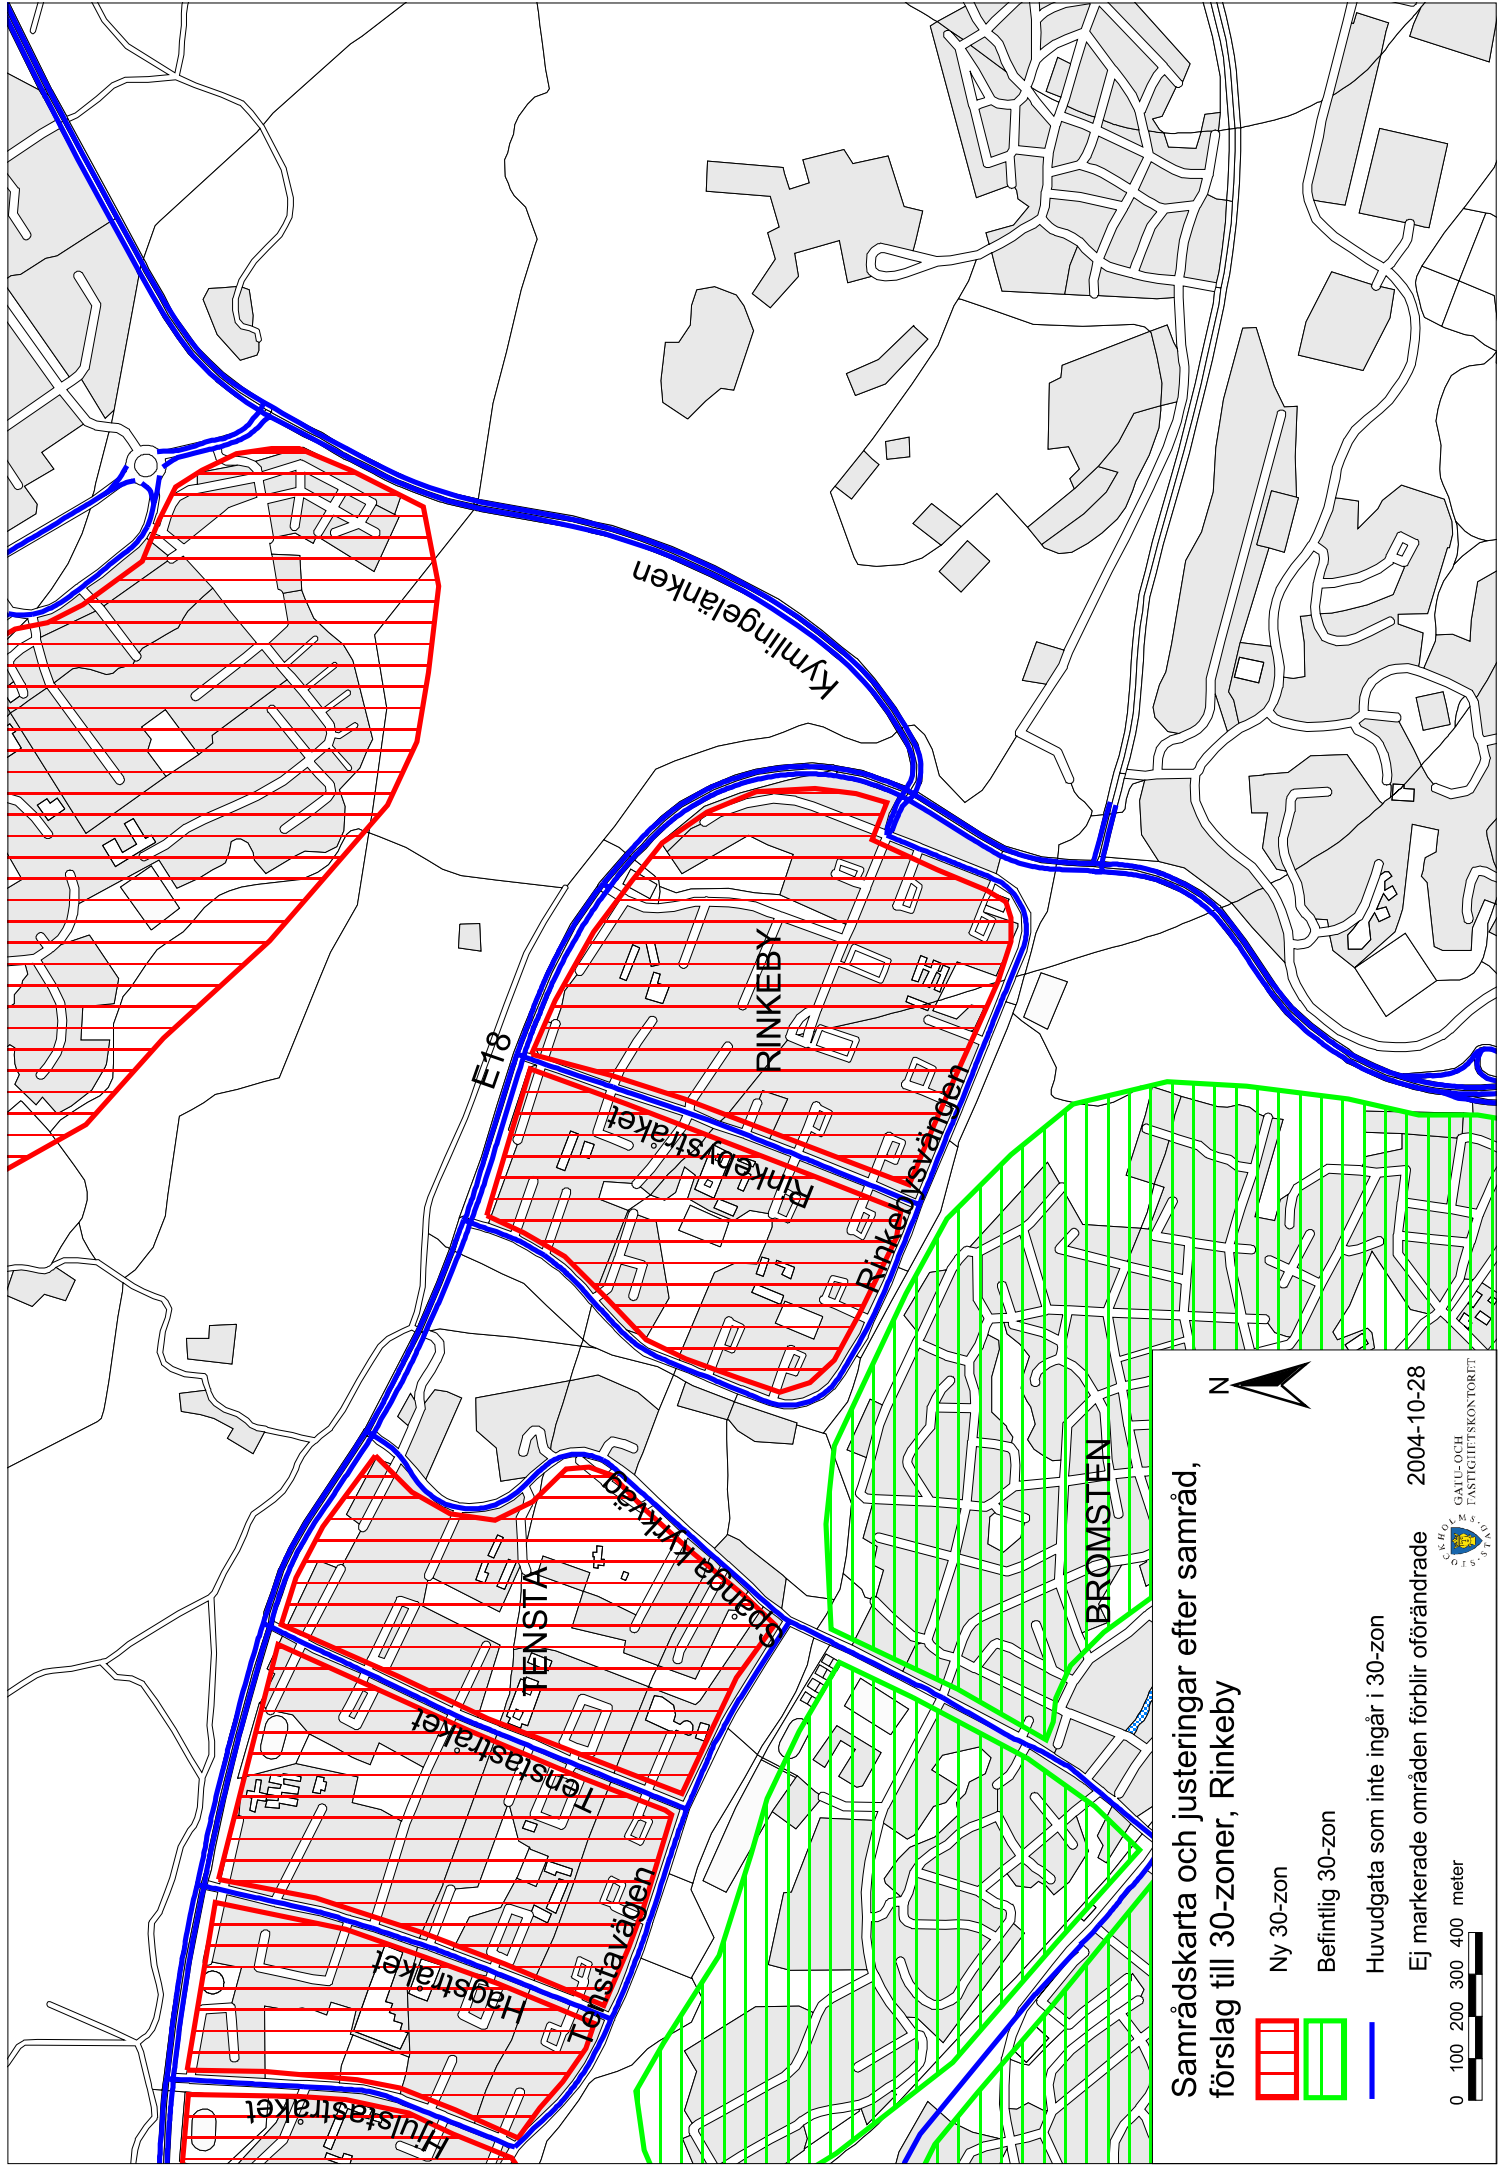 Kymlingelänken
E18
RINKEBY
Rinkebystråket
Rinkebysvängen
TENSTA
Spånga Kyrkväg
Tenstastråket
Hagstråket
Tenstavägen
Hjulstastråket
BROMSTEN
Samrådskarta och justeringar efter samråd,
förslag till 30-zoner, Rinkeby
N
Ny 30-zon
Befintlig 30-zon
Huvudgata som inte ingår i 30-zon
Ej markerade områden förblir oförändrade 2004-10-28
0 100 200 300 400 meter
STOCKHOLMS STAD
GATU- OCH
FASTIGHETSKONTORET